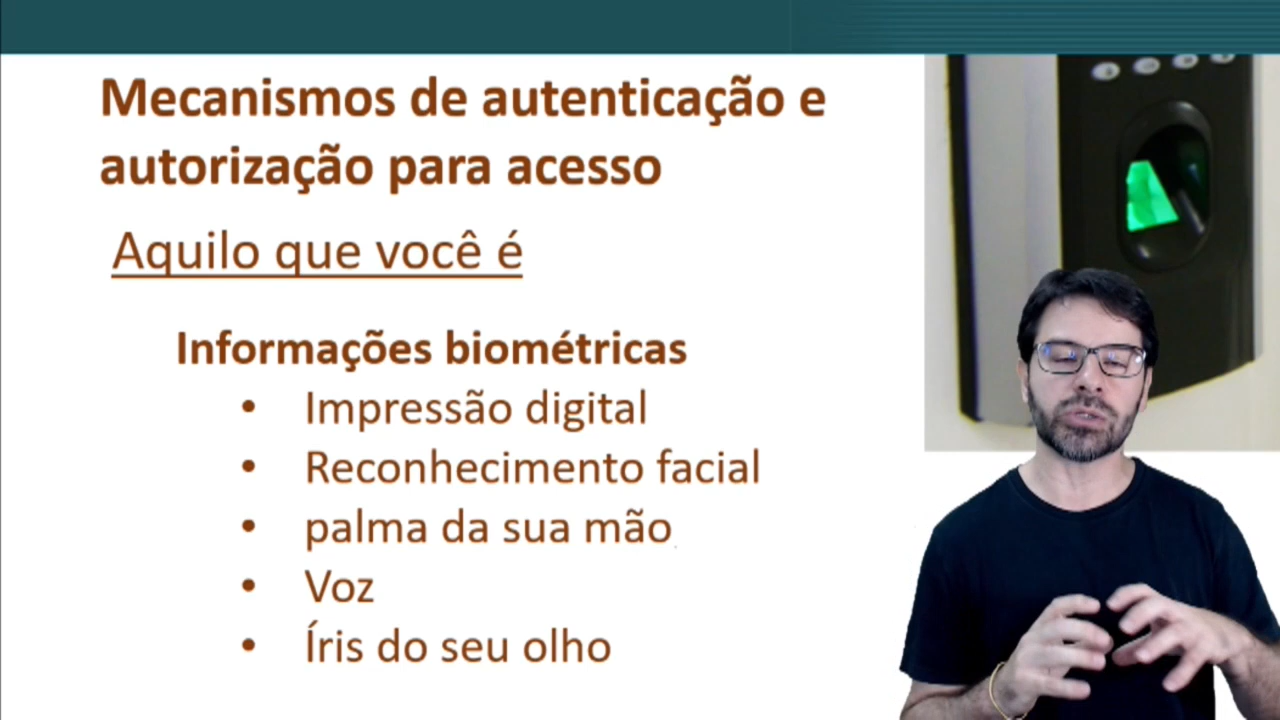 Mecanismos de autenticação e
autorização para acesso
Aquilo que você é
Informações biométricas
• Impressão digital
• Reconhecimento facial
• palma da sua mão
• Voz
• Íris do seu olho